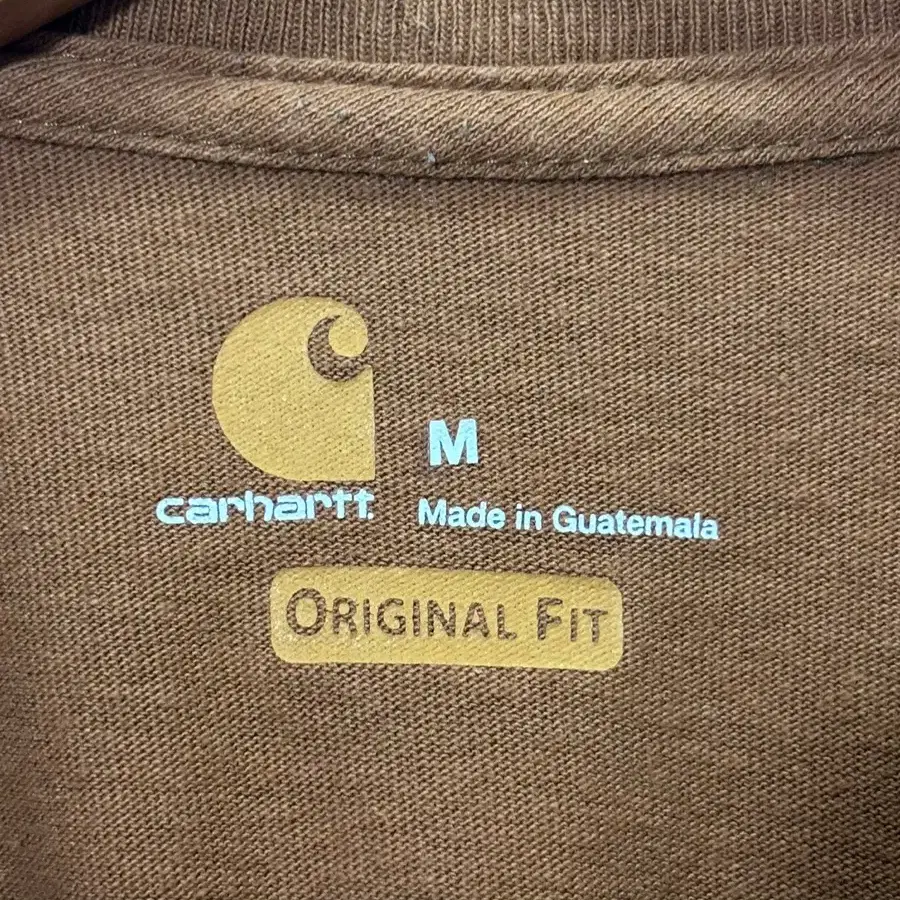 M
carhartt.
Made in Guatemala
ORIGINAL FIT